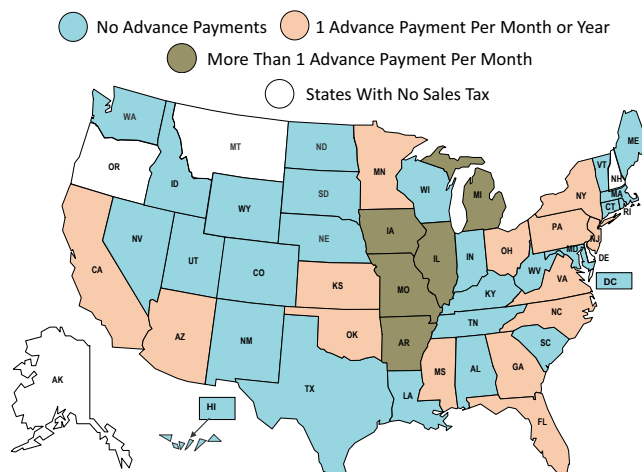 No Advance Payments 1 Advance Payment Per Month or Year
More Than 1 Advance Payment Per Month
States With No Sales Tax
WA
MT
ND
MN
ME
VT
NH
OR
ID
SD
WI
MI
NY
MA
CT
RI
WY
IA
PA
NJ
NE
NV
UT
CO
IL
IN
OH
MD
DE
WV
VA
DC
CA
KS
MO
KY
NC
TN
AZ
NM
OK
AR
SC
MS
AL
GA
TX
LA
FL
AK
HI